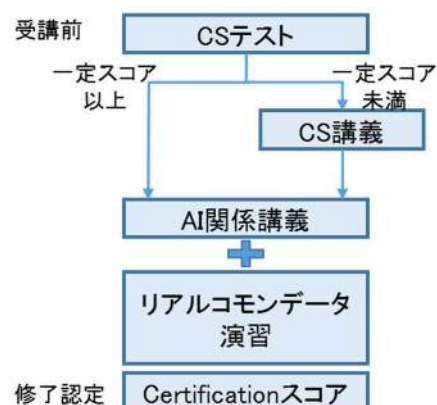 受講前
CSテスト
一定スコア
以上
一定スコア
未満
CS講義
AI関係講義
リアルコモンデータ
演習
修了認定
Certificationスコア